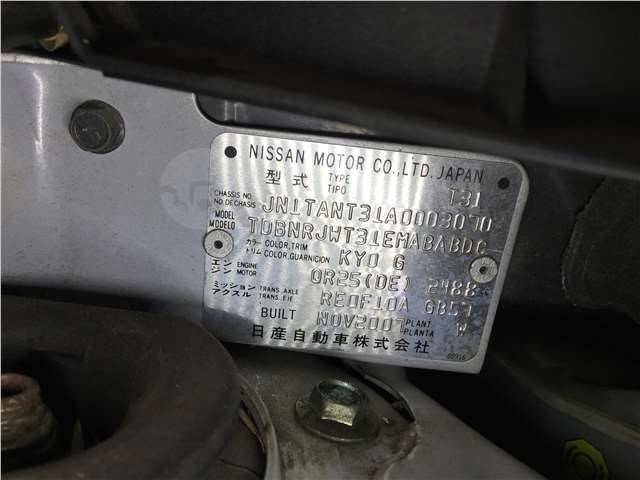 NISSAN MOTOR CO.,LTD. JAPAN
型式 TYPE TIPO T31
CHASSIS NO. NO. DE CHASIS JN1TANT31A0003070
MODEL MODELO TDBNRJWT31EMABABDG
カラー COLOR,TRIM トリム COLOR,GUARNICION KY0 G
エンジン ENGINE MOTOR QR25(DE) 2488
ミッション TRANS.AXLE アクスル TRANS.EJE RE0F10A GB57
BUILT NOV2007 PLANT PLANTA W
日産自動車株式会社